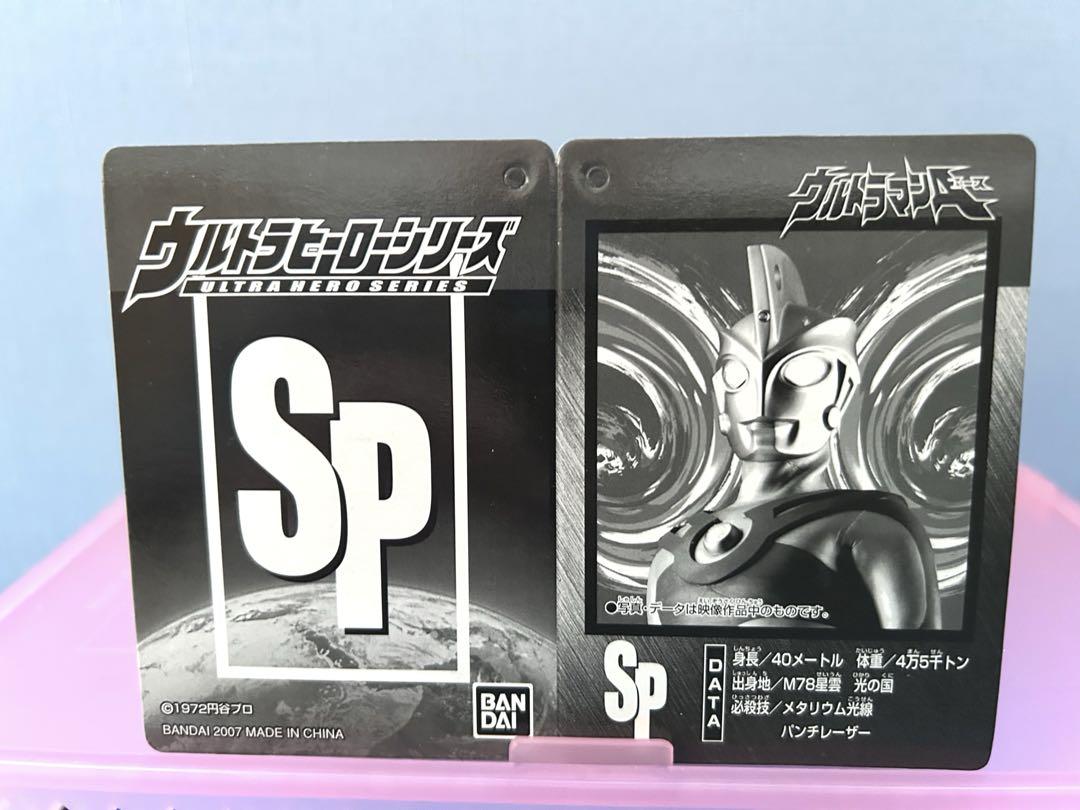 ウルトラヒーローシリーズ
ULTRA HERO SERIES
SP
©1972円谷プロ
BANDAI 2007 MADE IN CHINA
BAN
DAI
ウルトラマンAエース
●写真・データは映像作品中のものです。
SP
DATA
身長/40メートル 体重/4万5千トン
出身地/M78星雲 光の国
必殺技/メタリウム光線
パンチレーザー